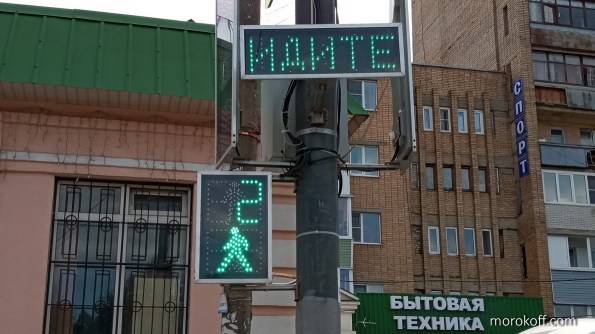 ИДИТЕ
2
СПОРТ
БЫТОВАЯ
ТЕХНИКА
morokoff.com